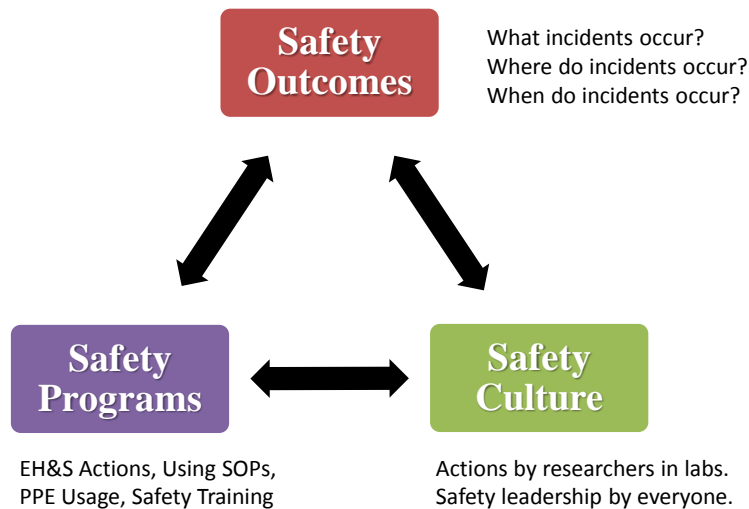 Safety
Outcomes
What incidents occur?
Where do incidents occur?
When do incidents occur?
Safety
Programs
Safety
Culture
EH&S Actions, Using SOPs,
PPE Usage, Safety Training
Actions by researchers in labs.
Safety leadership by everyone.